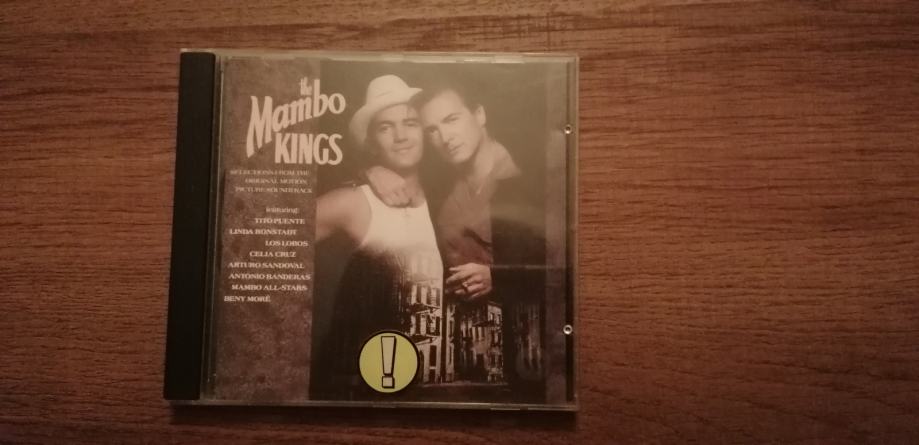 the
Mambo
KINGS
SELECTIONS FROM THE
ORIGINAL MOTION
PICTURE SOUNDTRACK
featuring:
TITO PUENTE
LINDA RONSTADT
LOS LOBOS
CELIA CRUZ
ARTURO SANDOVAL
ANTONIO BANDERAS
MAMBO ALL-STARS
BENY MORÉ
!